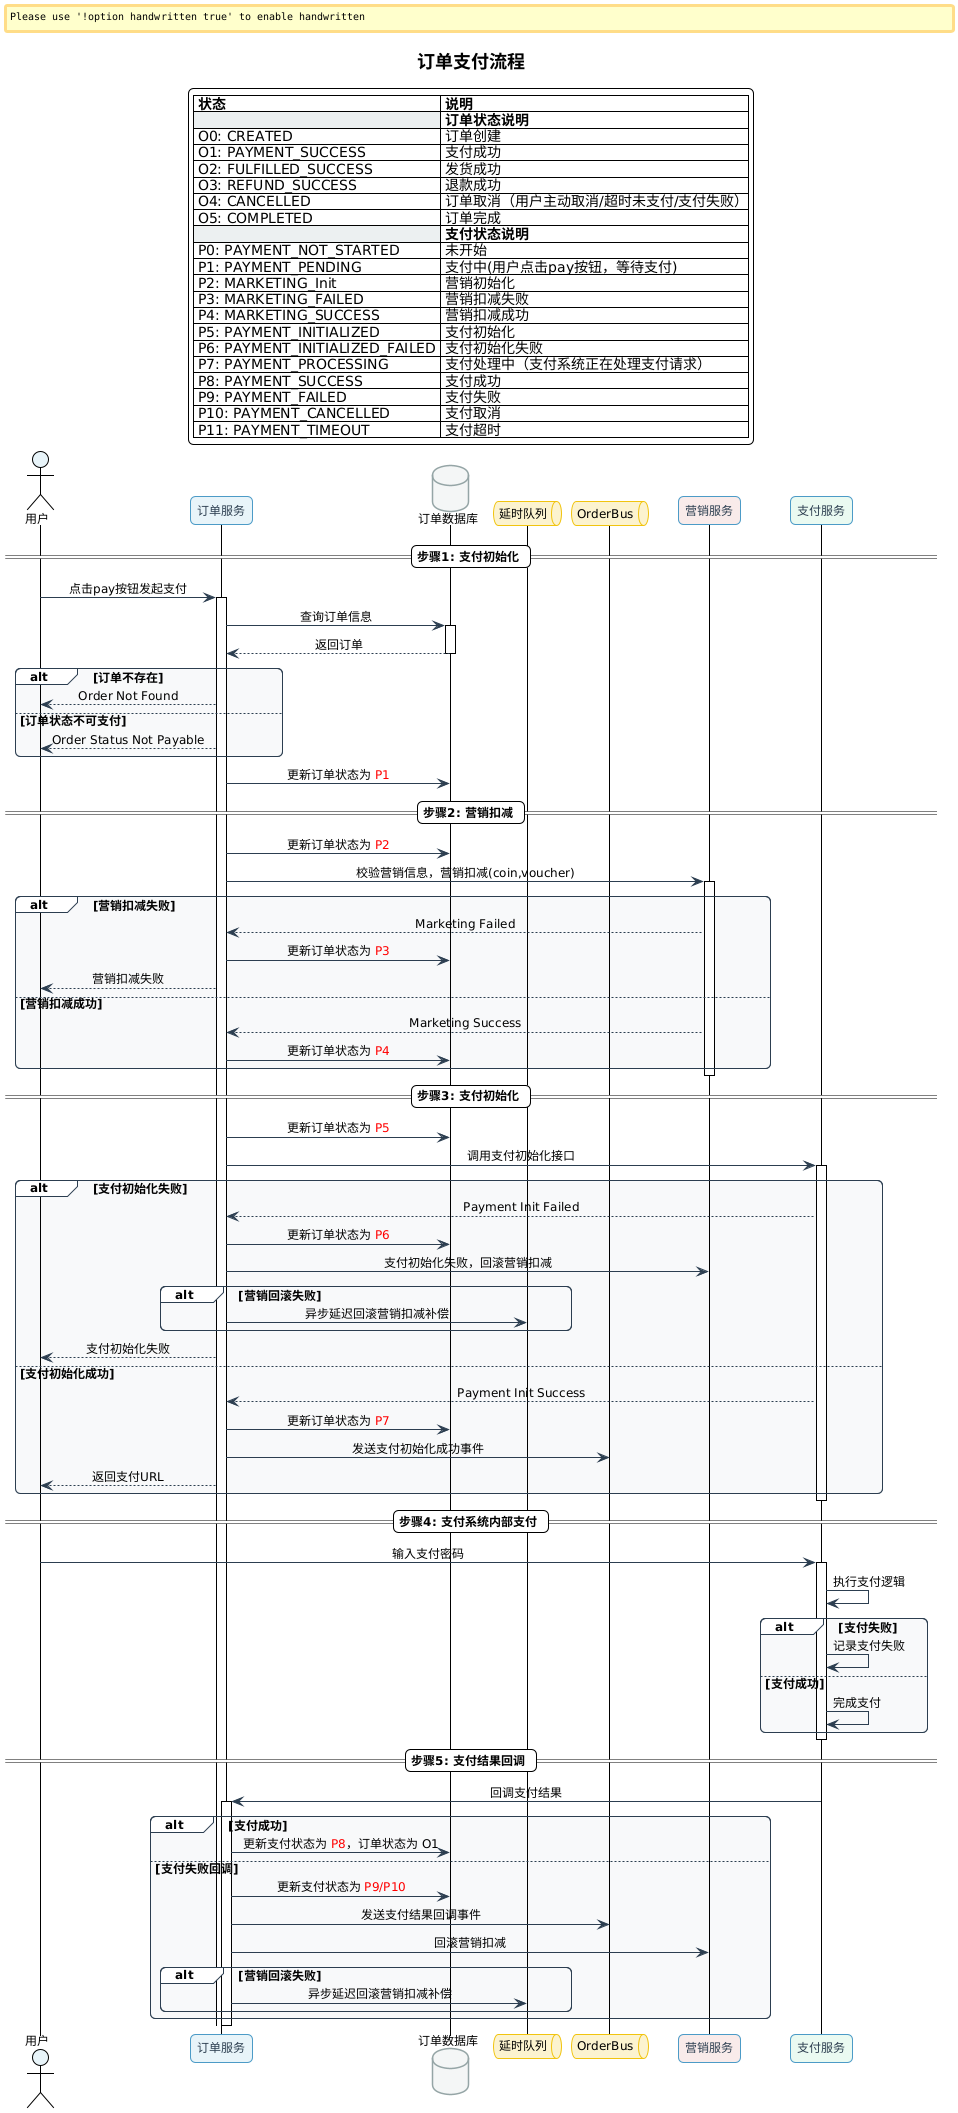 Please use '!option handwritten true' to enable handwritten
订单支付流程
状态 说明
订单状态说明
O0: CREATED 订单创建
O1: PAYMENT_SUCCESS 支付成功
O2: FULFILLED_SUCCESS 发货成功
O3: REFUND_SUCCESS 退款成功
O4: CANCELLED 订单取消（用户主动取消/超时未支付/支付失败）
O5: COMPLETED 订单完成
支付状态说明
P0: PAYMENT_NOT_STARTED 未开始
P1: PAYMENT_PENDING 支付中(用户点击pay按钮，等待支付)
P2: MARKETING_Init 营销初始化
P3: MARKETING_FAILED 营销扣减失败
P4: MARKETING_SUCCESS 营销扣减成功
P5: PAYMENT_INITIALIZED 支付初始化
P6: PAYMENT_INITIALIZED_FAILED 支付初始化失败
P7: PAYMENT_PROCESSING 支付处理中（支付系统正在处理支付请求）
P8: PAYMENT_SUCCESS 支付成功
P9: PAYMENT_FAILED 支付失败
P10: PAYMENT_CANCELLED 支付取消
P11: PAYMENT_TIMEOUT 支付超时
用户 订单服务 订单数据库 延时队列 OrderBus 营销服务 支付服务
步骤1: 支付初始化
点击pay按钮发起支付
查询订单信息
返回订单
alt [订单不存在]
Order Not Found
[订单状态不可支付]
Order Status Not Payable
更新订单状态为 P1
步骤2: 营销扣减
更新订单状态为 P2
校验营销信息，营销扣减(coin,voucher)
alt [营销扣减失败]
Marketing Failed
更新订单状态为 P3
营销扣减失败
[营销扣减成功]
Marketing Success
更新订单状态为 P4
步骤3: 支付初始化
更新订单状态为 P5
调用支付初始化接口
alt [支付初始化失败]
Payment Init Failed
更新订单状态为 P6
支付初始化失败，回滚营销扣减
alt [营销回滚失败]
异步延迟回滚营销扣减补偿
支付初始化失败
[支付初始化成功]
Payment Init Success
更新订单状态为 P7
发送支付初始化成功事件
返回支付URL
步骤4: 支付系统内部支付
输入支付密码
执行支付逻辑
alt [支付失败]
记录支付失败
[支付成功]
完成支付
步骤5: 支付结果回调
回调支付结果
alt [支付成功]
更新支付状态为 P8，订单状态为 O1
[支付失败回调]
更新支付状态为 P9/P10
发送支付结果回调事件
回滚营销扣减
alt [营销回滚失败]
异步延迟回滚营销扣减补偿
用户 订单服务 订单数据库 延时队列 OrderBus 营销服务 支付服务